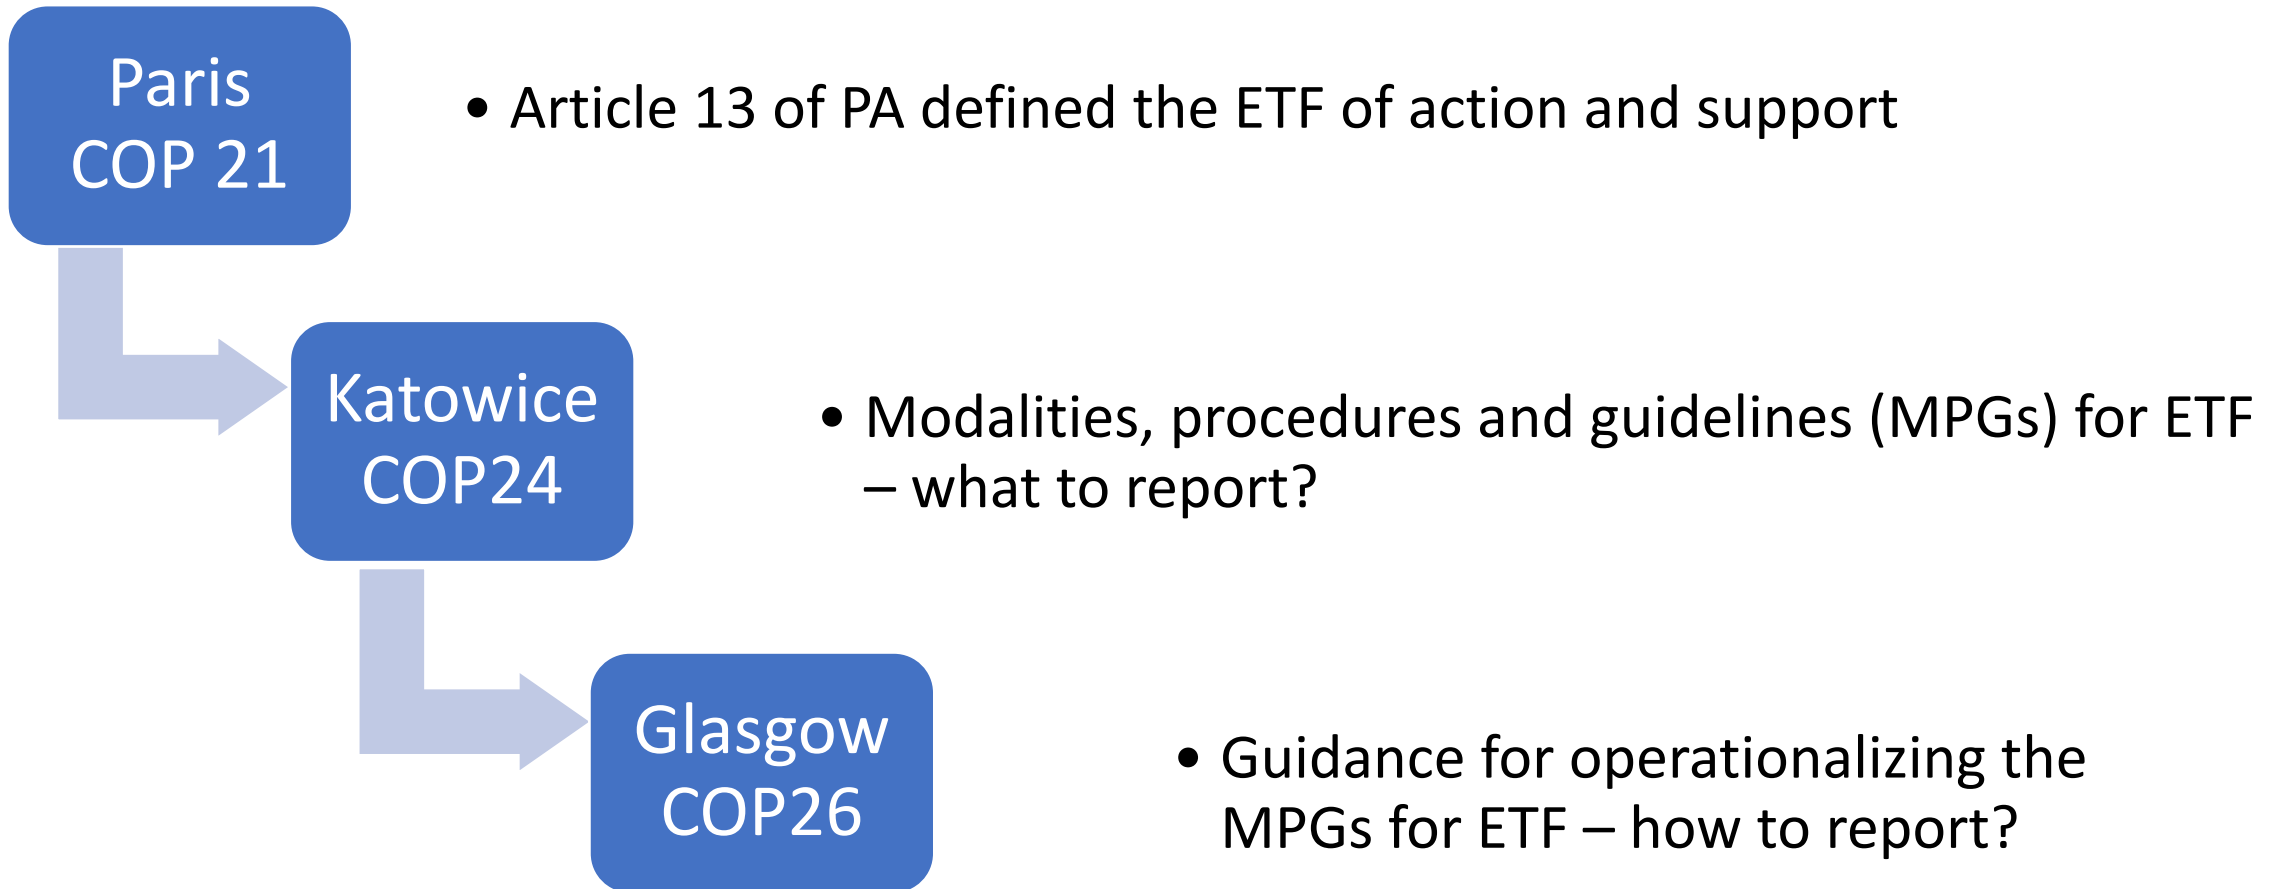 Paris
COP 21
• Article 13 of PA defined the ETF of action and support
Katowice
COP24
• Modalities, procedures and guidelines (MPGs) for ETF
– what to report?
Glasgow
COP26
• Guidance for operationalizing the
MPGs for ETF – how to report?